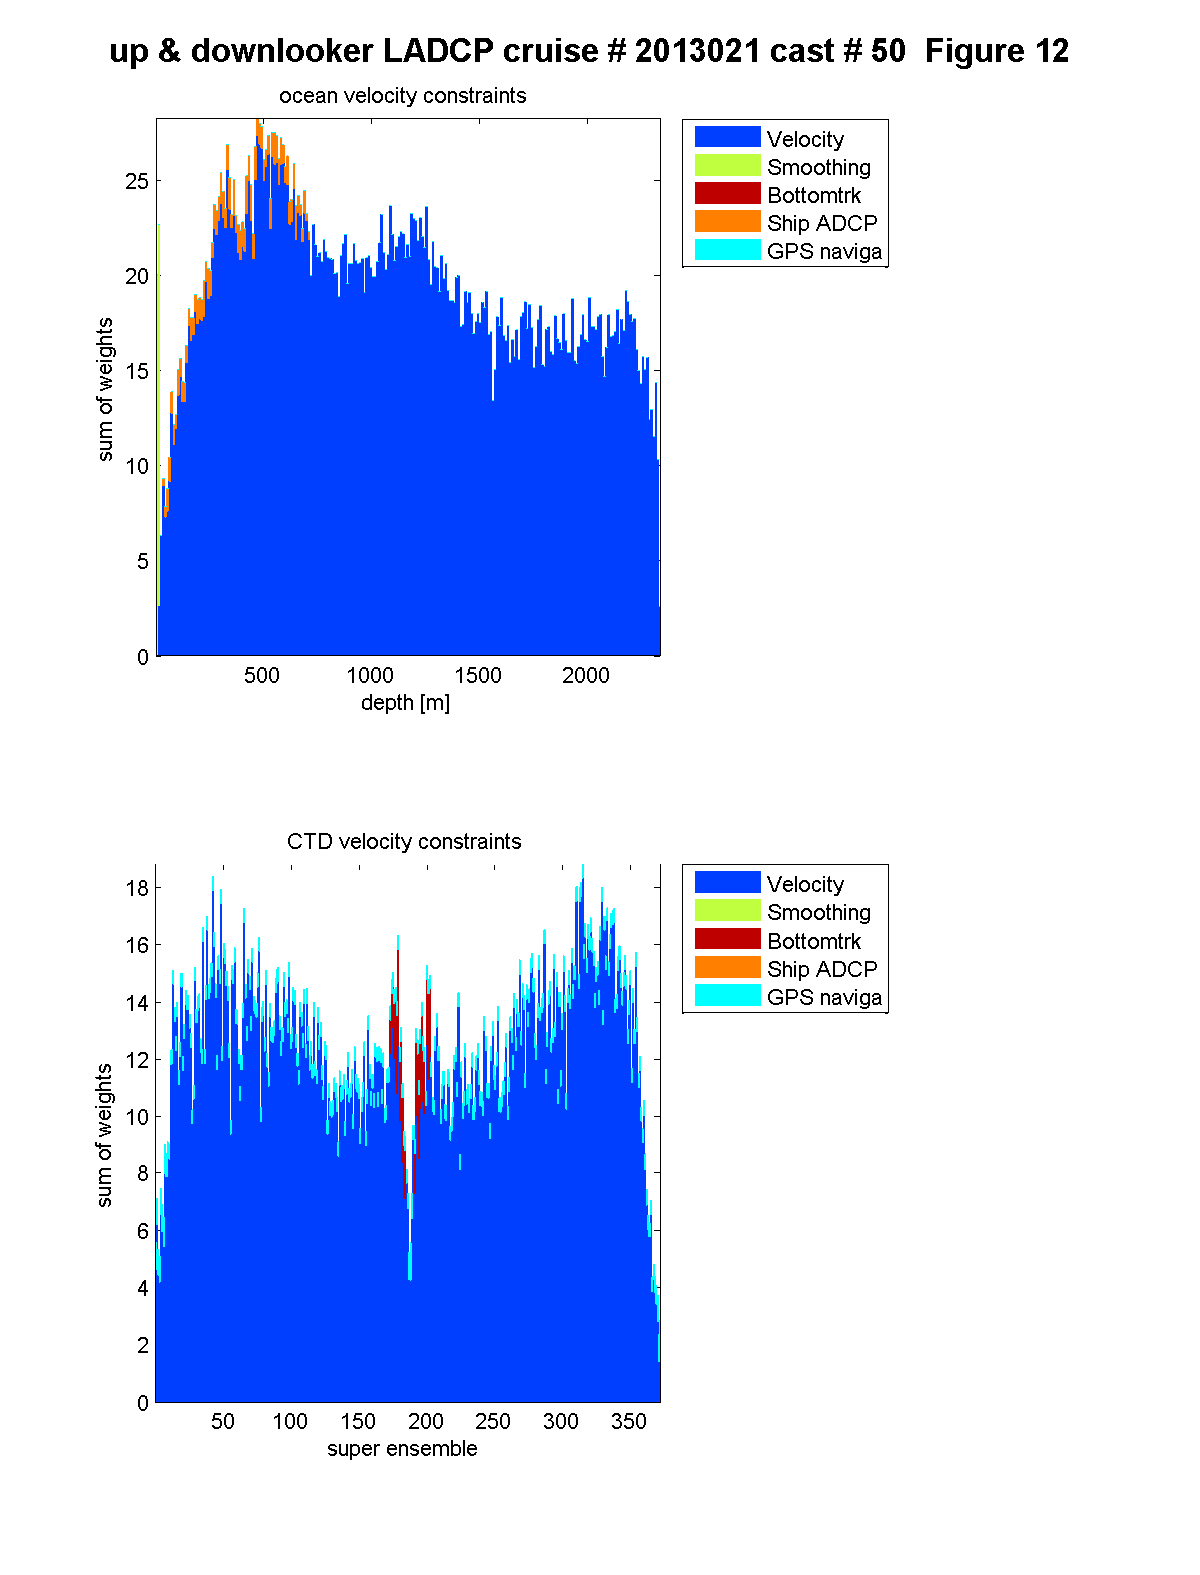 up & downlooker LADCP cruise # 2013021 cast # 50  Figure 12
ocean velocity constraints
25
20
15
10
5
0
sum of weights
500 1000 1500 2000
depth [m]
Velocity
Smoothing
Bottomtrk
Ship ADCP
GPS naviga
CTD velocity constraints
18
16
14
12
10
8
6
4
2
0
sum of weights
50 100 150 200 250 300 350
super ensemble
Velocity
Smoothing
Bottomtrk
Ship ADCP
GPS naviga